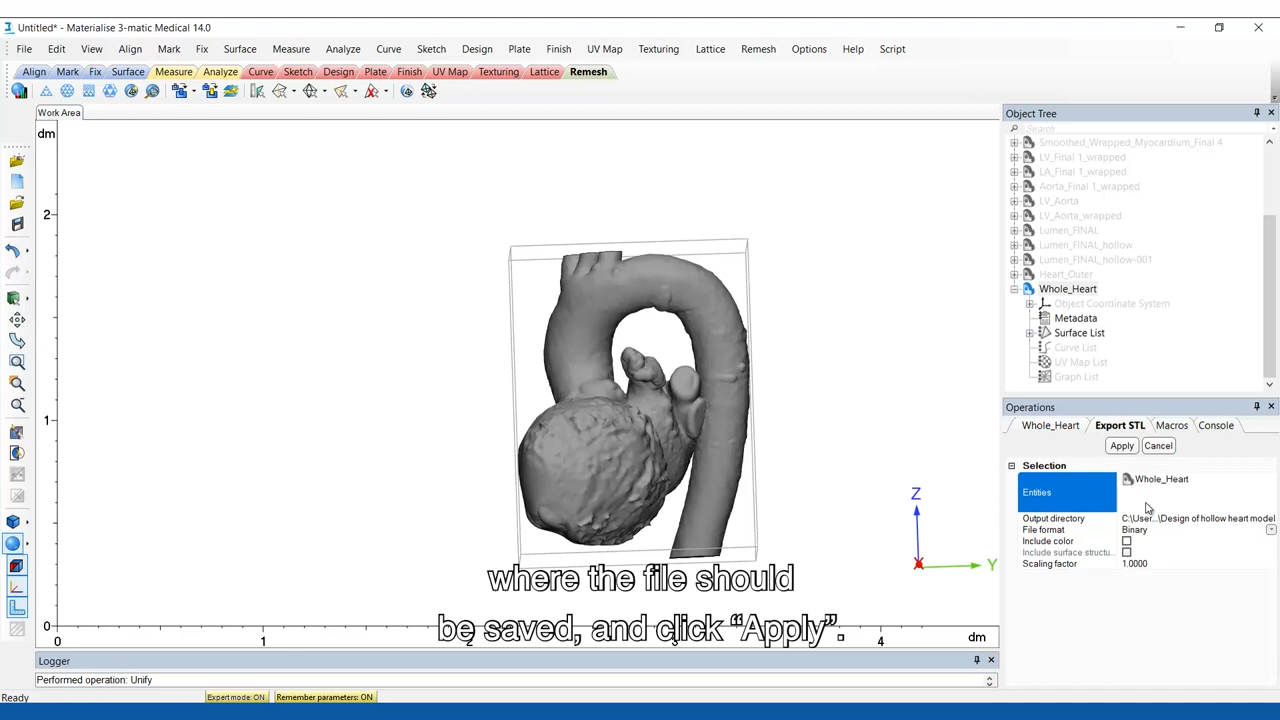 Untitled* - Materialise 3-matic Medical 14.0
File Edit View Align Mark Fix Surface Measure Analyze Curve Sketch Design Plate Finish UV Map Texturing Lattice Remesh Options Help Script
Align Mark Fix Surface Measure Analyze Curve Sketch Design Plate Finish UV Map Texturing Lattice Remesh
Work Area
dm
2
1
0
0 1 2 3 4 dm
Z
Y
X
where the file should
be saved, and click “Apply”.
Object Tree
Search
Smoothed_Wrapped_Myocardium_Final 4
LV_Final 1_wrapped
LA_Final 1_wrapped
Aorta_Final 1_wrapped
LV_Aorta
LV_Aorta_wrapped
Lumen_FINAL
Lumen_FINAL_hollow
Lumen_FINAL_hollow-001
Heart_Outer
Whole_Heart
Object Coordinate System
Metadata
Surface List
Curve List
UV Map List
Graph List
Operations
Whole_Heart Export STL Macros Console
Apply Cancel
Selection
Entities Whole_Heart
Output directory C:\User...\Design of hollow heart model
File format Binary
Include color
Include surface structu...
Scaling factor 1.0000
Logger
Performed operation: Unify
Ready Expert mode: ON Remember parameters: ON